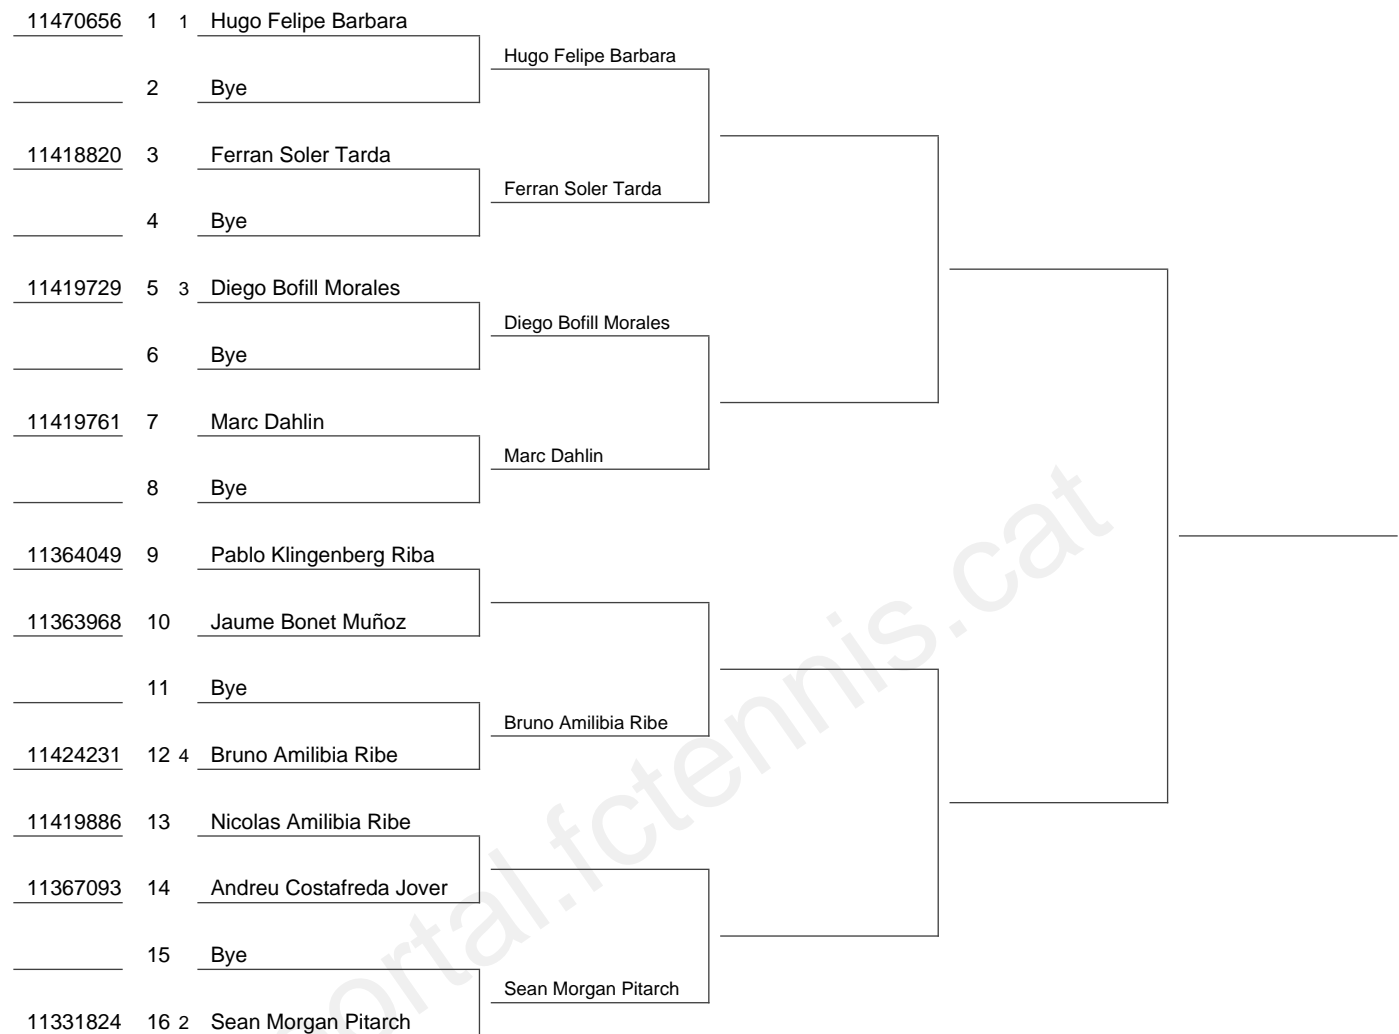 11470656 1 1 Hugo Felipe Barbara
Hugo Felipe Barbara
2 Bye
11418820 3 Ferran Soler Tarda
Ferran Soler Tarda
4 Bye
11419729 5 3 Diego Bofill Morales
Diego Bofill Morales
6 Bye
11419761 7 Marc Dahlin
Marc Dahlin
8 Bye
11364049 9 Pablo Klingenberg Riba
11363968 10 Jaume Bonet Muñoz
11 Bye
Bruno Amilibia Ribe
11424231 12 4 Bruno Amilibia Ribe
11419886 13 Nicolas Amilibia Ribe
11367093 14 Andreu Costafreda Jover
15 Bye
Sean Morgan Pitarch
11331824 16 2 Sean Morgan Pitarch
ortal.fctennis.cat